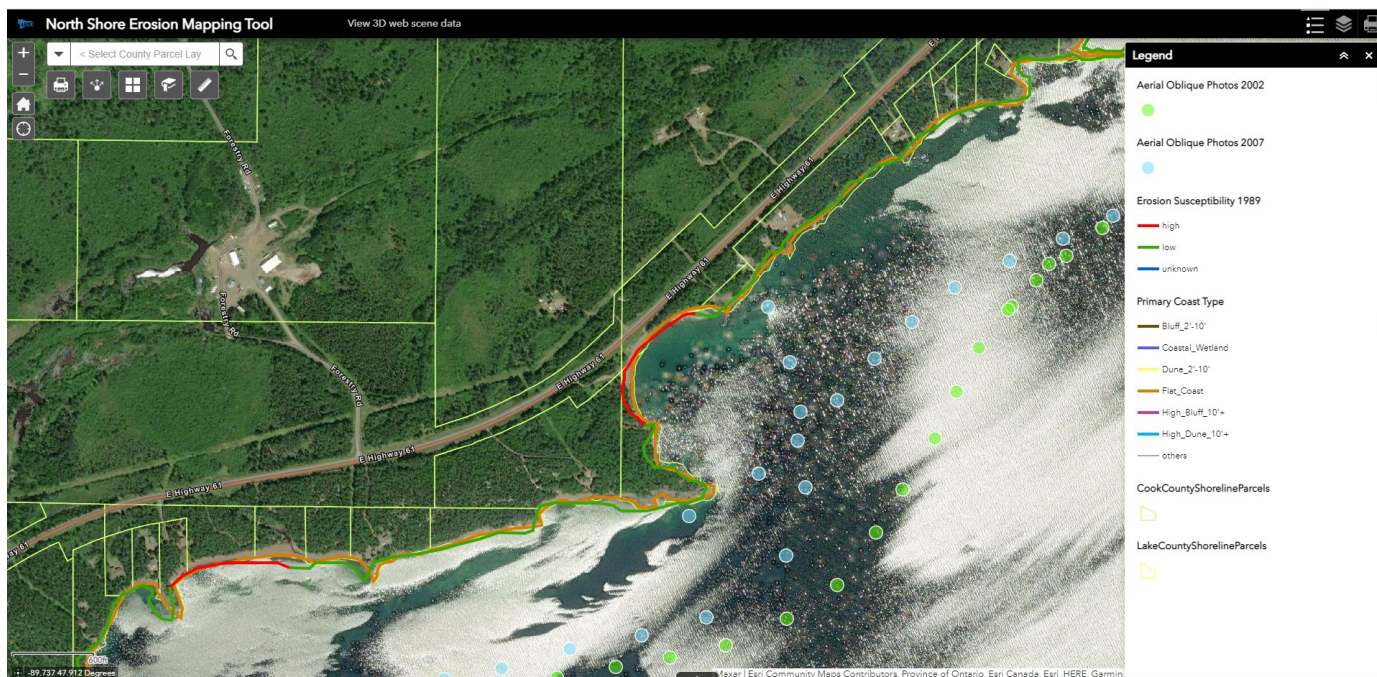 North Shore Erosion Mapping Tool
View 3D web scene data
+
< Select County Parcel Lay
−
Legend
Aerial Oblique Photos 2002
Aerial Oblique Photos 2007
Erosion Susceptibility 1989
high
low
unknown
Primary Coast Type
Bluff_2'-10'
Coastal_Wetland
Dune_2'-10'
Flat_Coast
High_Bluff_10'+
High_Dune_10'+
others
CookCountyShorelineParcels
LakeCountyShorelineParcels
Forestry Rd
Forestry Rd
Forestry Rd
E Highway 61
E Highway 61
E Highway 61
E Highway 61
E Highway 61
600ft
-89.737 47.912 Degrees
Maxar | Esri Community Maps Contributors, Province of Ontario, Esri Canada, Esri, HERE, Garmin,